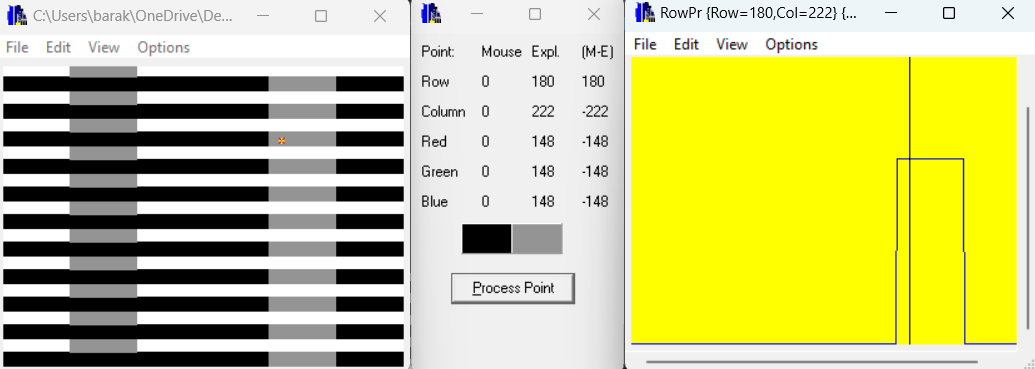 C:\Users\barak\OneDrive\De...
File Edit View Options
Point: Mouse Expl. (M-E)
Row 0 180 180
Column 0 222 -222
Red 0 148 -148
Green 0 148 -148
Blue 0 148 -148
Process Point
RowPr {Row=180,Col=222} {...
File Edit View Options